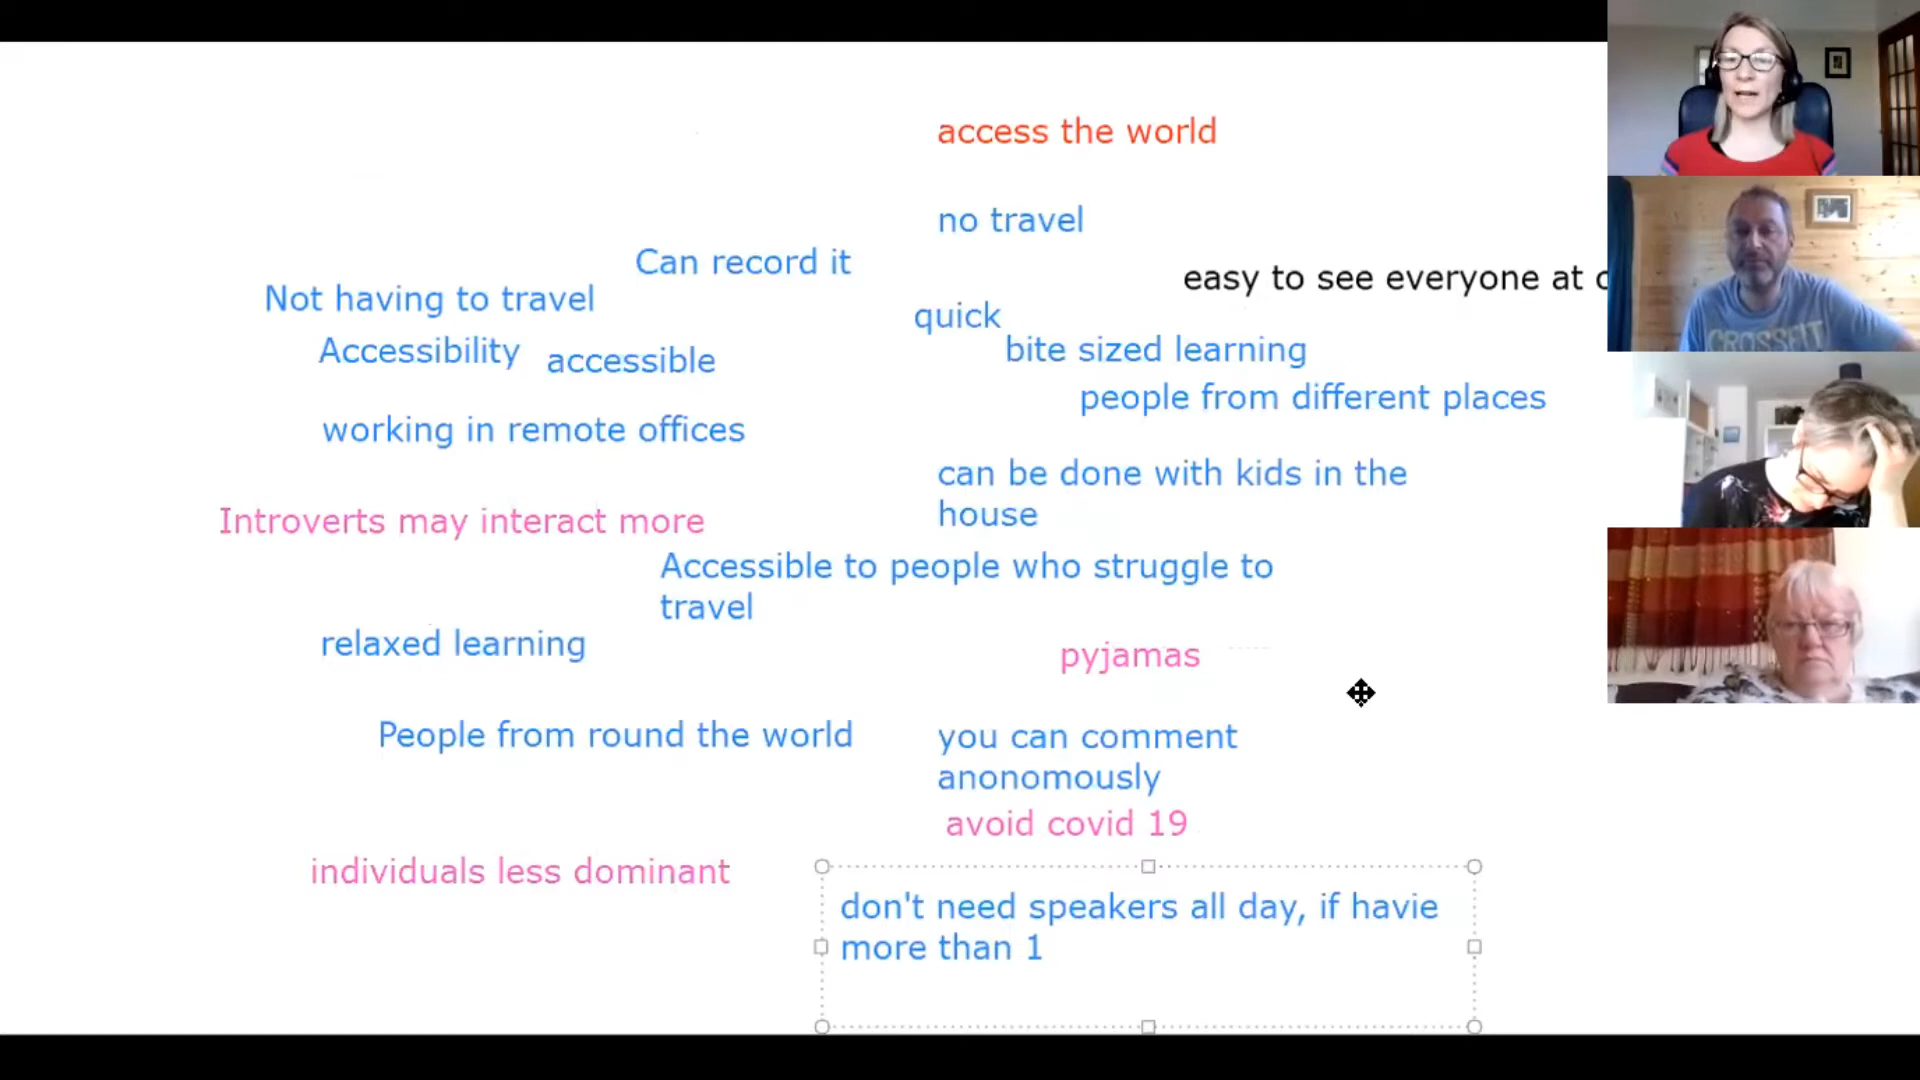 access the world
no travel
Can record it
easy to see everyone at
Not having to travel
quick
Accessibility
accessible
bite sized learning
people from different places
working in remote offices
can be done with kids in the
house
Introverts may interact more
Accessible to people who struggle to
travel
relaxed learning
pyjamas
People from round the world
you can comment
anonomously
avoid covid 19
individuals less dominant
don't need speakers all day, if havie
more than 1
CROSSFIT